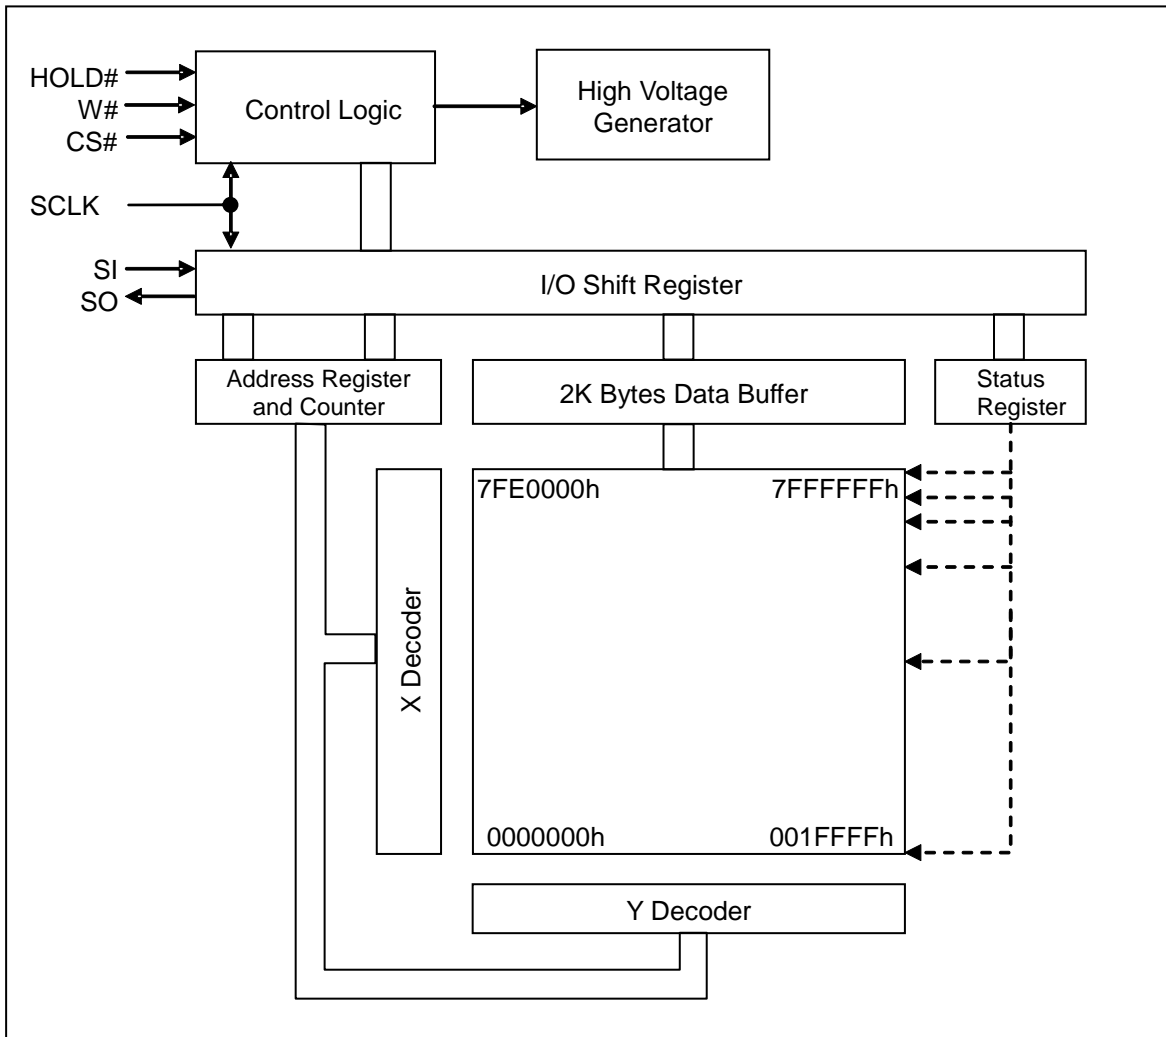 HOLD#
W#
CS#
Control Logic
High Voltage
Generator
SCLK
SI
SO
I/O Shift Register
Address Register
and Counter
2K Bytes Data Buffer
Status
Register
7FE0000h
7FFFFFFh
X Decoder
0000000h
001FFFFh
Y Decoder